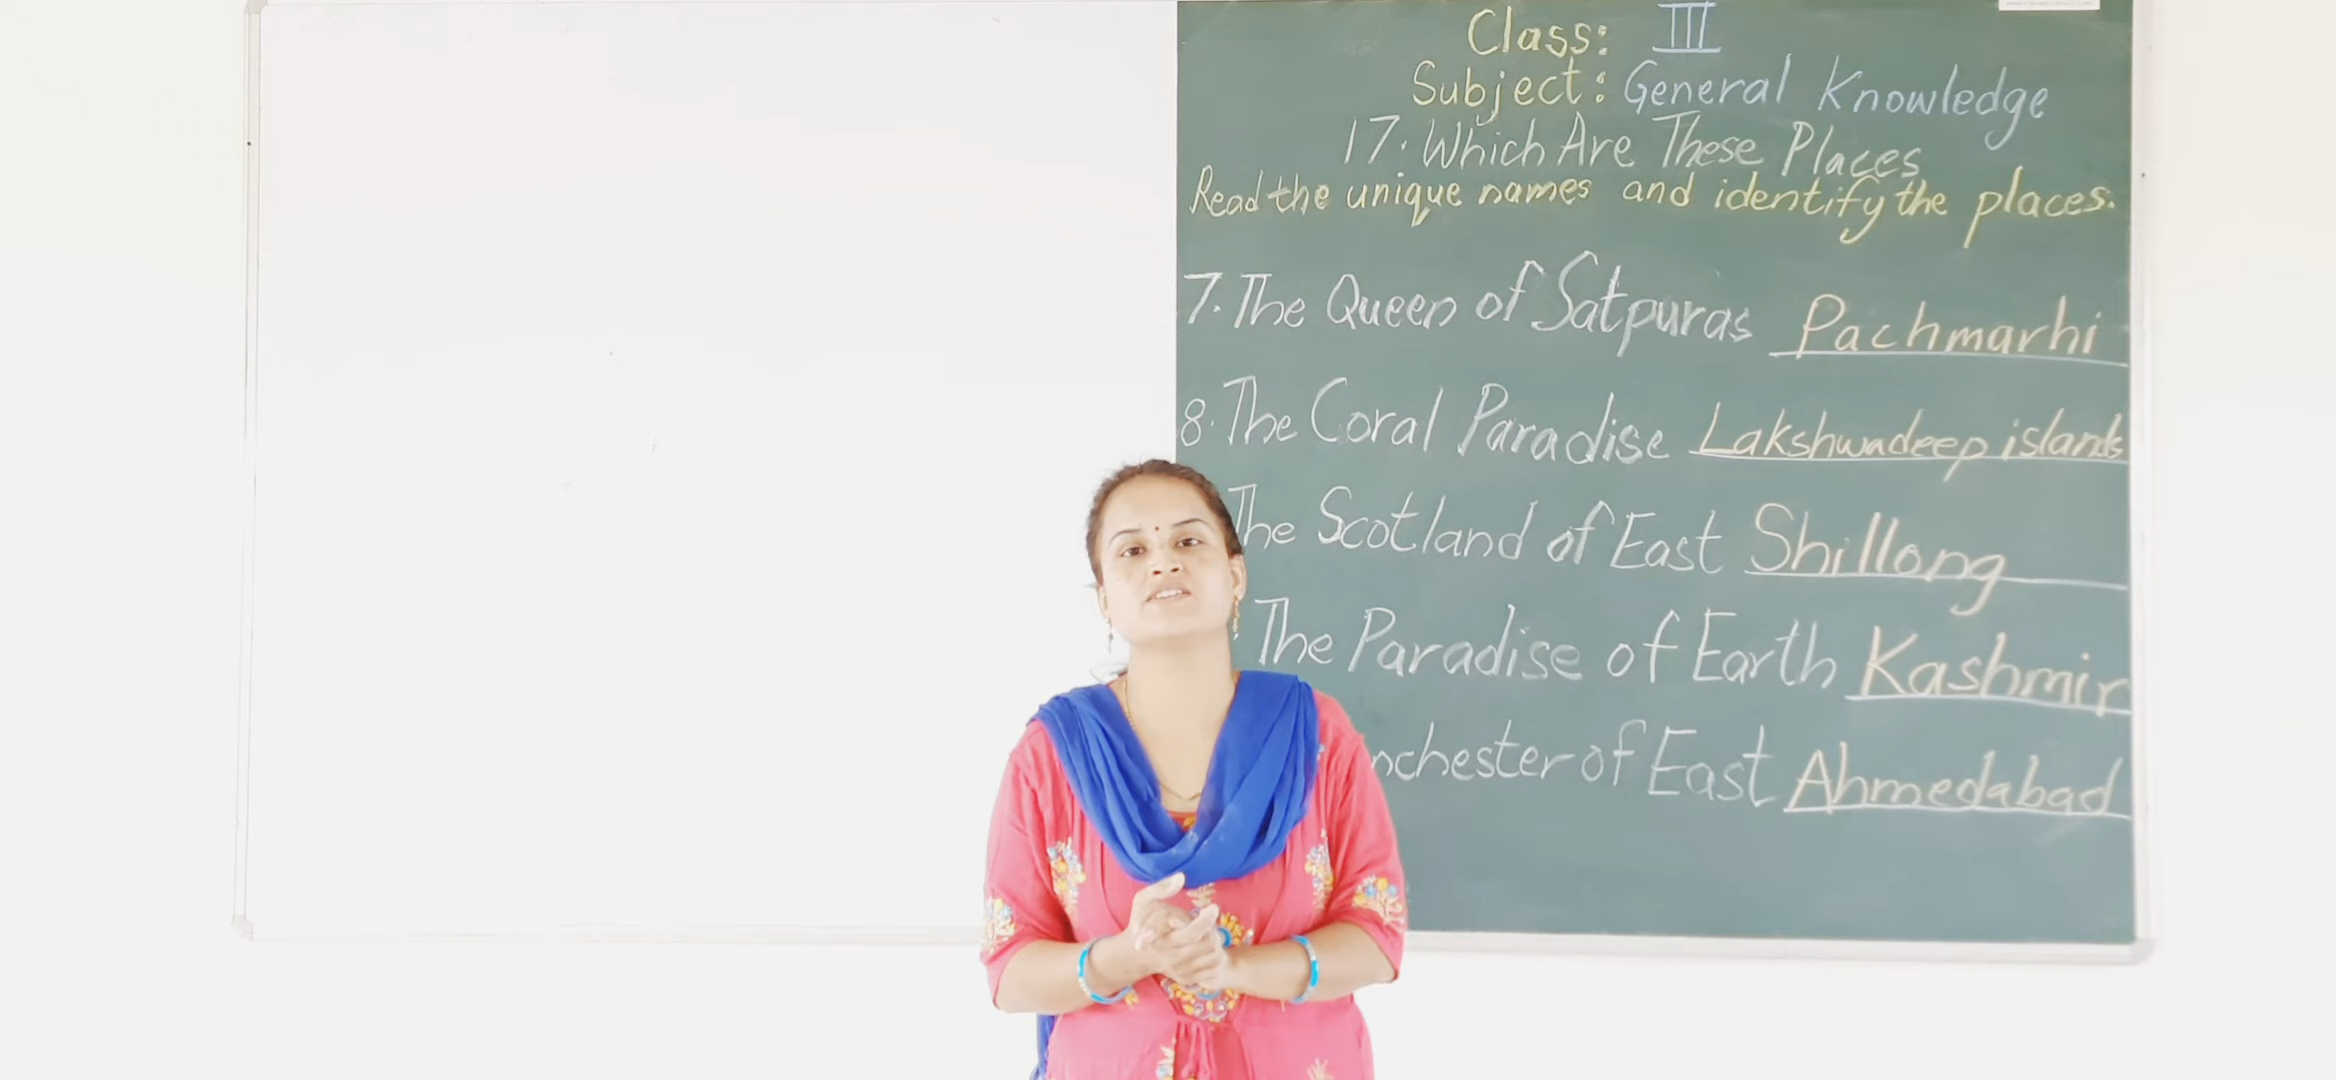 Class: III
Subject: General Knowledge
17. Which Are These Places
Read the unique names and identify the places.
7. The Queen of Satpuras Pachmarhi
8. The Coral Paradise Lakshwadeep islands
The Scotland of East Shillong
The Paradise of Earth Kashmir
nchester of East Ahmedabad